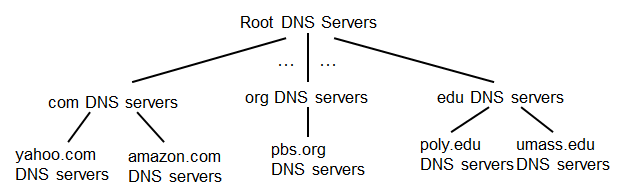 Root DNS Servers
… …
com DNS servers
org DNS servers
edu DNS servers
yahoo.com
DNS servers
amazon.com
DNS servers
pbs.org
DNS servers
poly.edu
DNS servers
umass.edu
DNS servers